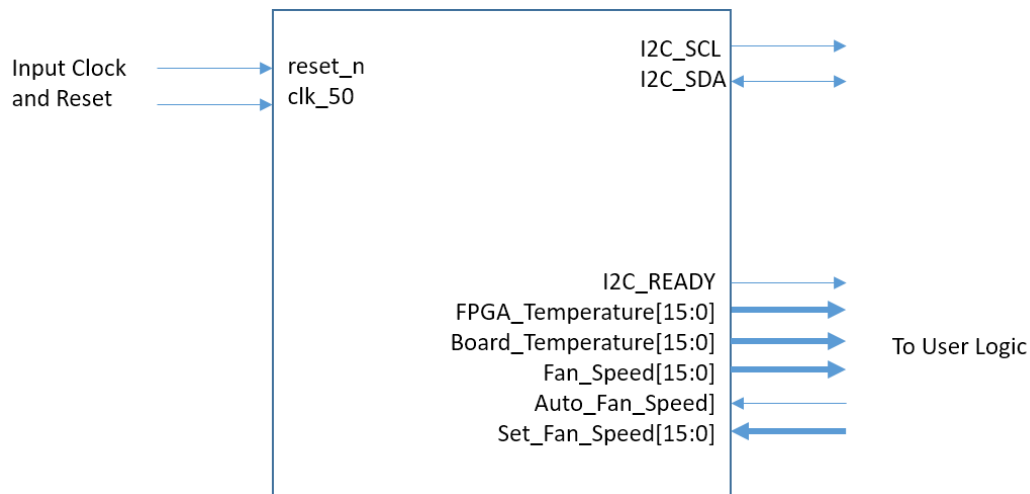 Input Clock
and Reset
reset_n
clk_50
I2C_SCL
I2C_SDA
I2C_READY
FPGA_Temperature[15:0]
Board_Temperature[15:0]
Fan_Speed[15:0]
Auto_Fan_Speed]
Set_Fan_Speed[15:0]
To User Logic